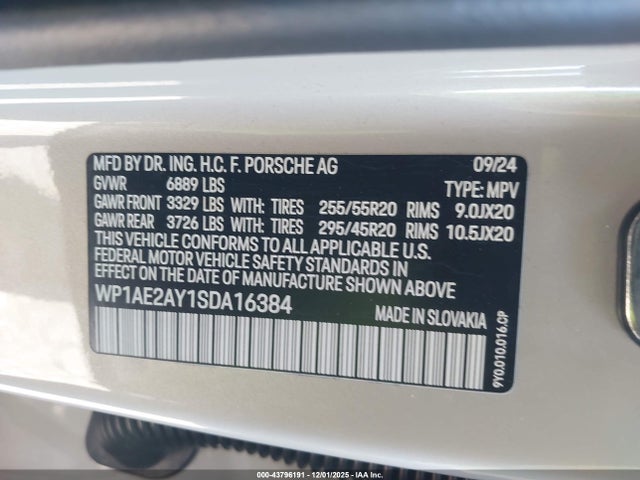 MFD BY DR. ING. H.C. F. PORSCHE AG 09/24
GVWR 6889 LBS TYPE: MPV
GAWR FRONT 3329 LBS WITH: TIRES 255/55R20 RIMS 9.0JX20
GAWR REAR 3726 LBS WITH: TIRES 295/45R20 RIMS 10.5JX20
THIS VEHICLE CONFORMS TO ALL APPLICABLE U.S.
FEDERAL MOTOR VEHICLE SAFETY STANDARDS IN
EFFECT ON THE DATE OF MANUFACTURE SHOWN ABOVE
WP1AE2AY1SDA16384
MADE IN SLOVAKIA
9Y0.010.016.CP
000-43796191 - 12/01/2025 - IAA Inc.